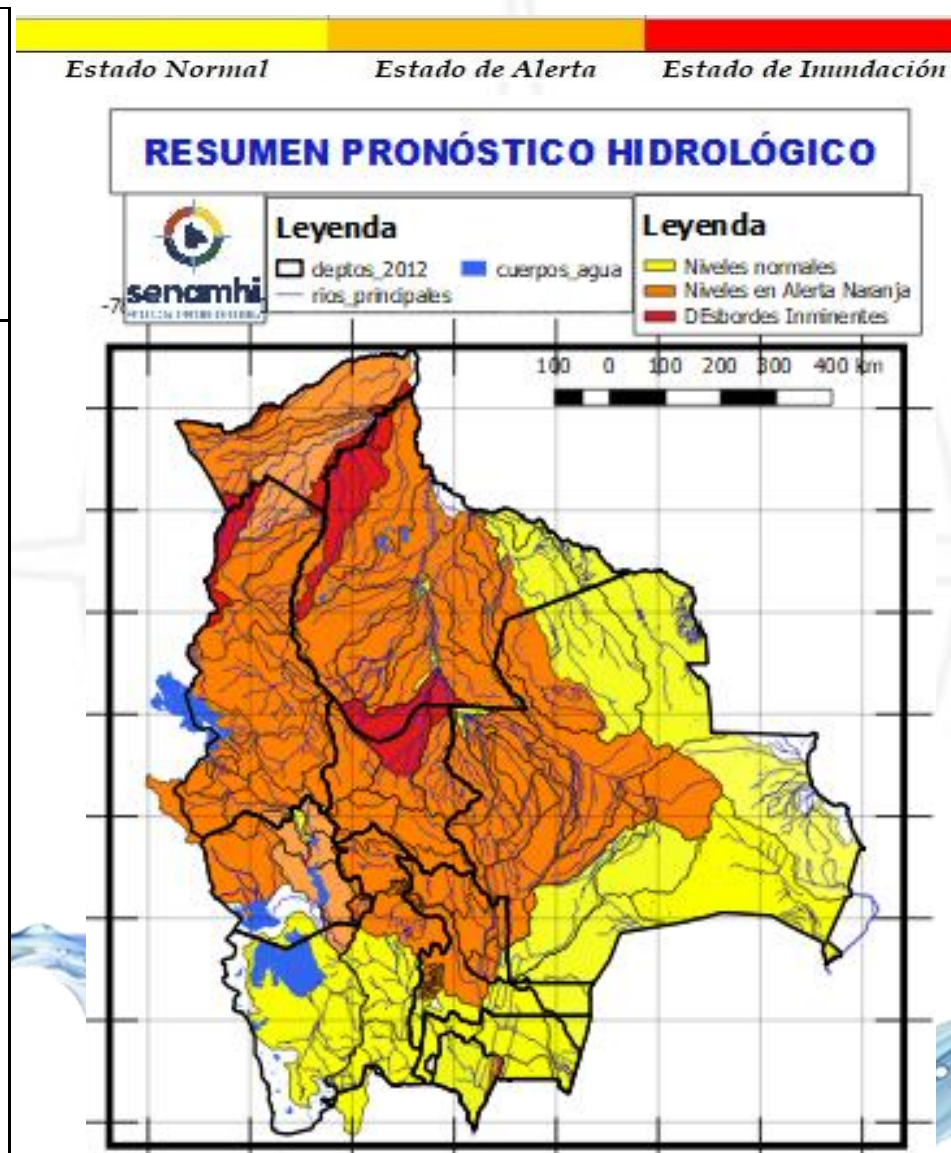 Estado Normal Estado de Alerta Estado de Inundación
RESUMEN PRONÓSTICO HIDROLÓGICO
senamhi
Leyenda
deptos_2012 cuerpos_agua
rios_principales
Leyenda
Niveles normales
Niveles en Alerta Naranja
DEsbordes Inminentes
100 0 100 200 300 400 km